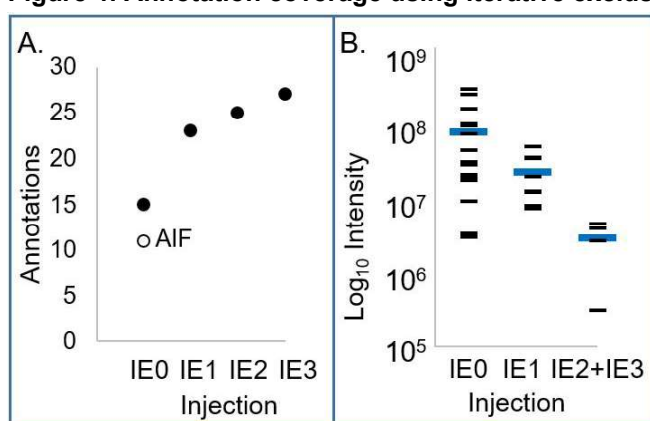 Figure 4. Annotation coverage using iterative exclus
A.
30
25
20
15
10
5
0
Annotations
AIF
IE0 IE1 IE2 IE3
Injection
B.
10⁹
10⁸
10⁷
10⁶
10⁵
Log₁₀ Intensity
IE0 IE1 IE2+IE3
Injection